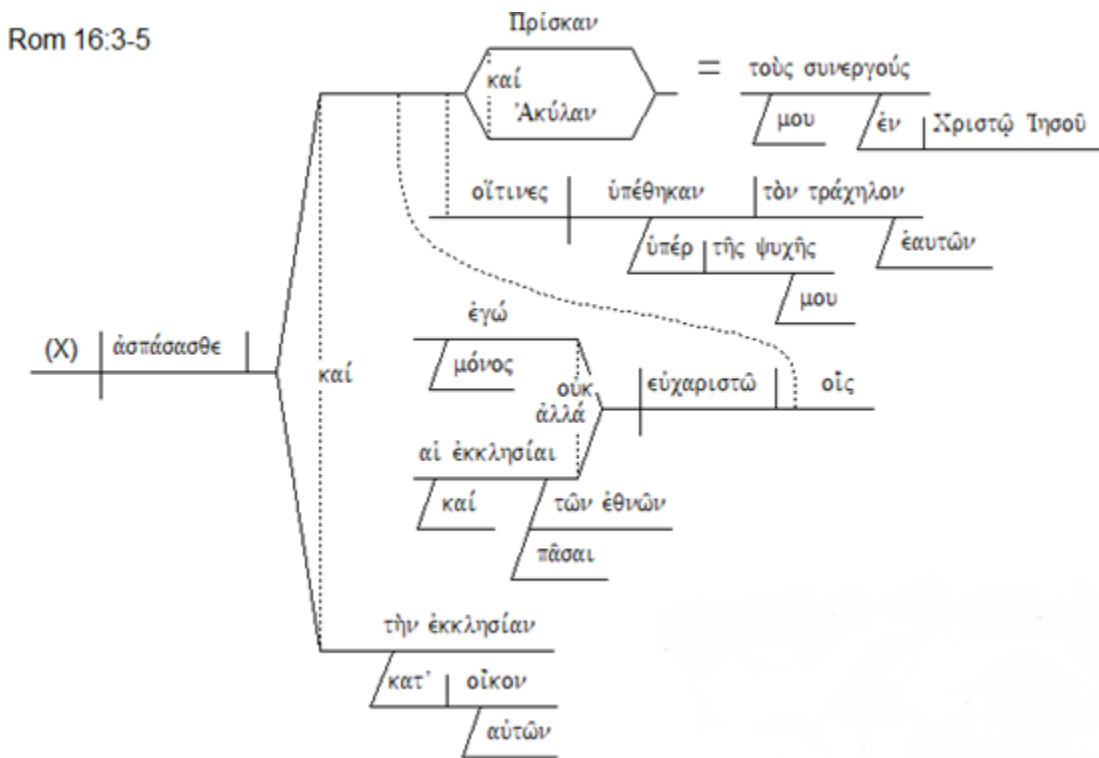 Rom 16:3-5
Πρίσκαν
καί
Ἀκύλαν
= τοὺς συνεργούς
μου
ἐν Χριστῷ Ἰησοῦ
οἵτινες ὑπέθηκαν τὸν τράχηλον
ὑπέρ τῆς ψυχῆς
ἑαυτῶν
μου
(X) ἀσπάσασθε
καί
ἐγώ
μόνος
οὐκ
ἀλλά
εὐχαριστῶ οἷς
αἱ ἐκκλησίαι
καί
τῶν ἐθνῶν
πᾶσαι
τὴν ἐκκλησίαν
κατ' οἶκον
αὐτῶν